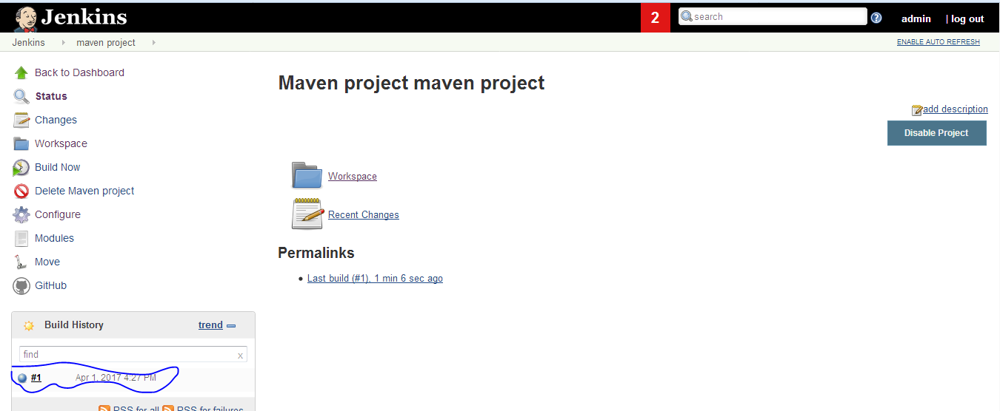 Jenkins 2 search ? admin | log out
Jenkins maven project ENABLE AUTO REFRESH
Back to Dashboard
Status
Changes
Workspace
Build Now
Delete Maven project
Configure
Modules
Move
GitHub
Maven project maven project
add description
Disable Project
Workspace
Recent Changes
Permalinks
Last build (#1), 1 min 6 sec ago
Build History trend
find x
#1 Apr 1, 2017 4:27 PM
RSS for all RSS for failures